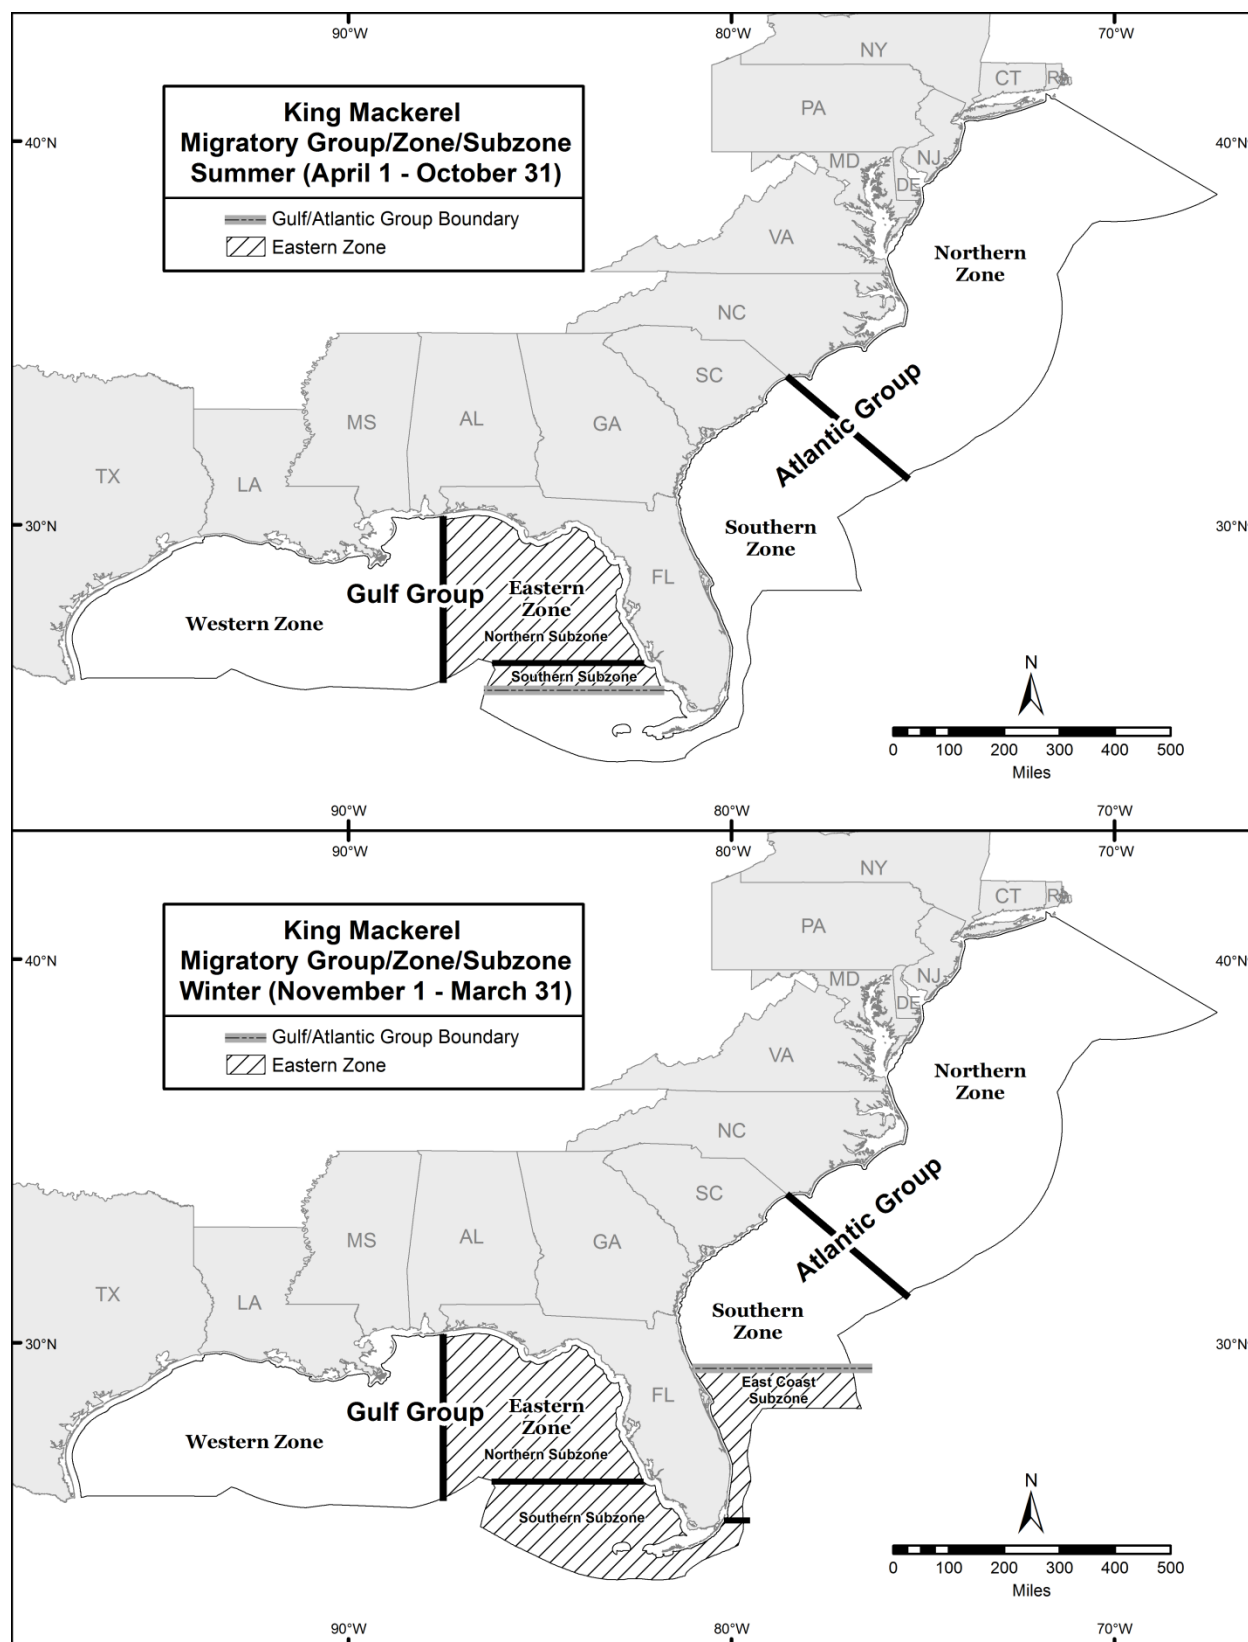 90°W
80°W
70°W
NY
CT
RI
King Mackerel
Migratory Group/Zone/Subzone
Summer (April 1 - October 31)
Gulf/Atlantic Group Boundary
Eastern Zone
PA
40°N
40°N
MD
NJ
DE
VA
Northern
Zone
NC
SC
Atlantic Group
MS
AL
GA
TX
LA
30°N
30°N
Southern
Zone
FL
Gulf Group
Eastern
Zone
Western Zone
Northern Subzone
Southern Subzone
N
0 100 200 300 400 500
Miles
90°W
80°W
70°W
NY
CT
RI
King Mackerel
Migratory Group/Zone/Subzone
Winter (November 1 - March 31)
Gulf/Atlantic Group Boundary
Eastern Zone
PA
40°N
40°N
MD
NJ
DE
VA
Northern
Zone
NC
SC
Atlantic Group
MS
AL
GA
TX
LA
Southern
Zone
30°N
30°N
East Coast
Subzone
FL
Gulf Group
Eastern
Zone
Western Zone
Northern Subzone
Southern Subzone
N
0 100 200 300 400 500
Miles
90°W
80°W
70°W